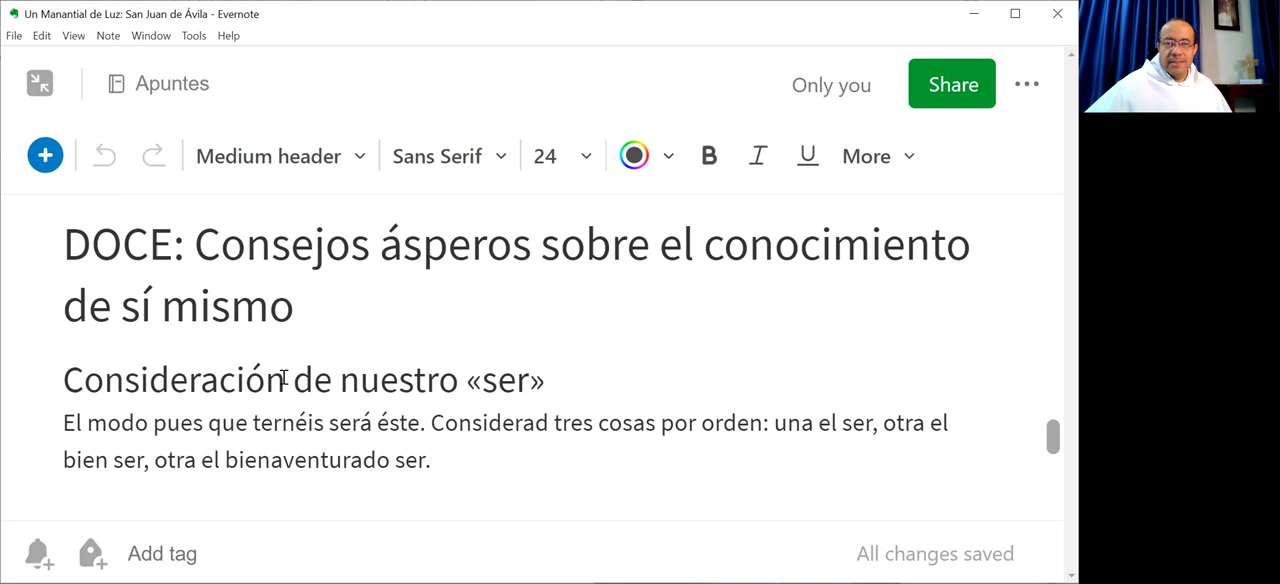 Un Manantial de Luz: San Juan de Ávila - Evernote
File Edit View Note Window Tools Help
Apuntes
Only you
Share
Medium header
Sans Serif
24
B I U
More
DOCE: Consejos ásperos sobre el conocimiento
de sí mismo
Consideración de nuestro «ser»
El modo pues que ternéis será éste. Considerad tres cosas por orden: una el ser, otra el
bien ser, otra el bienaventurado ser.
Add tag
All changes saved